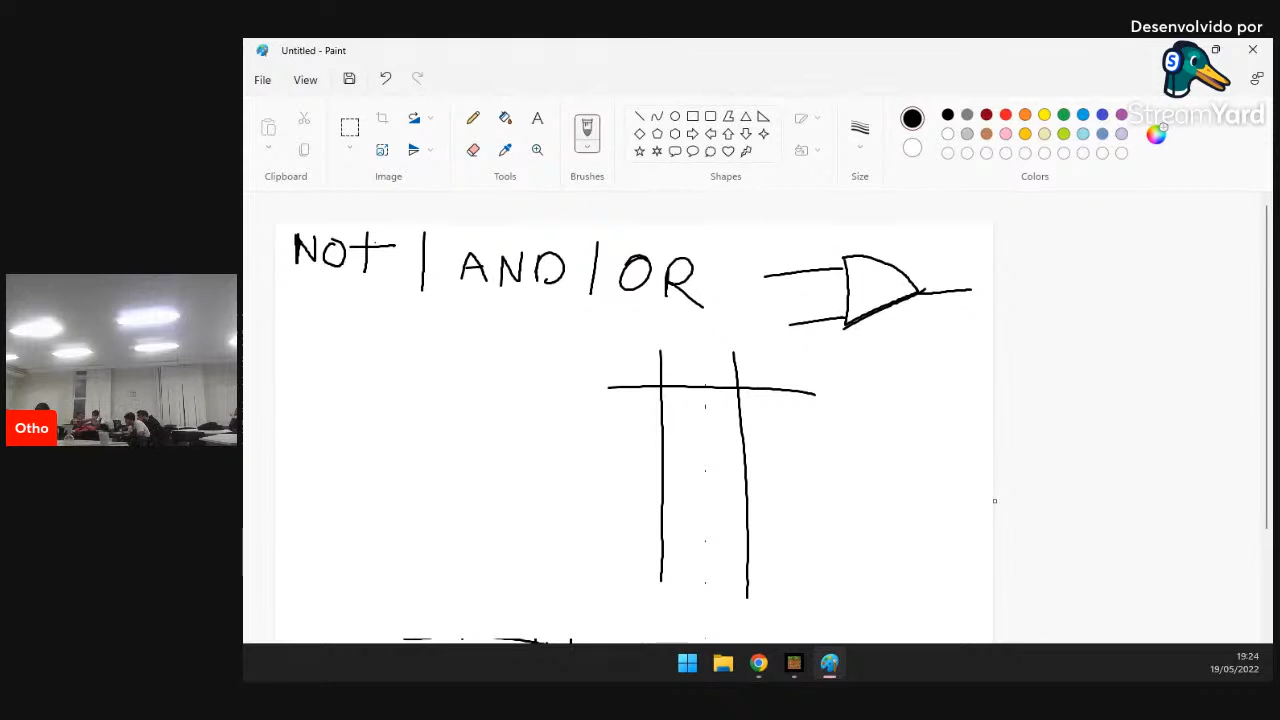 Desenvolvido por
StreamYard
Untitled - Paint
File
View
Clipboard
Image
Tools
Brushes
Shapes
Size
Colors
NOT | AND / OR
Otho
19:24
19/05/2022